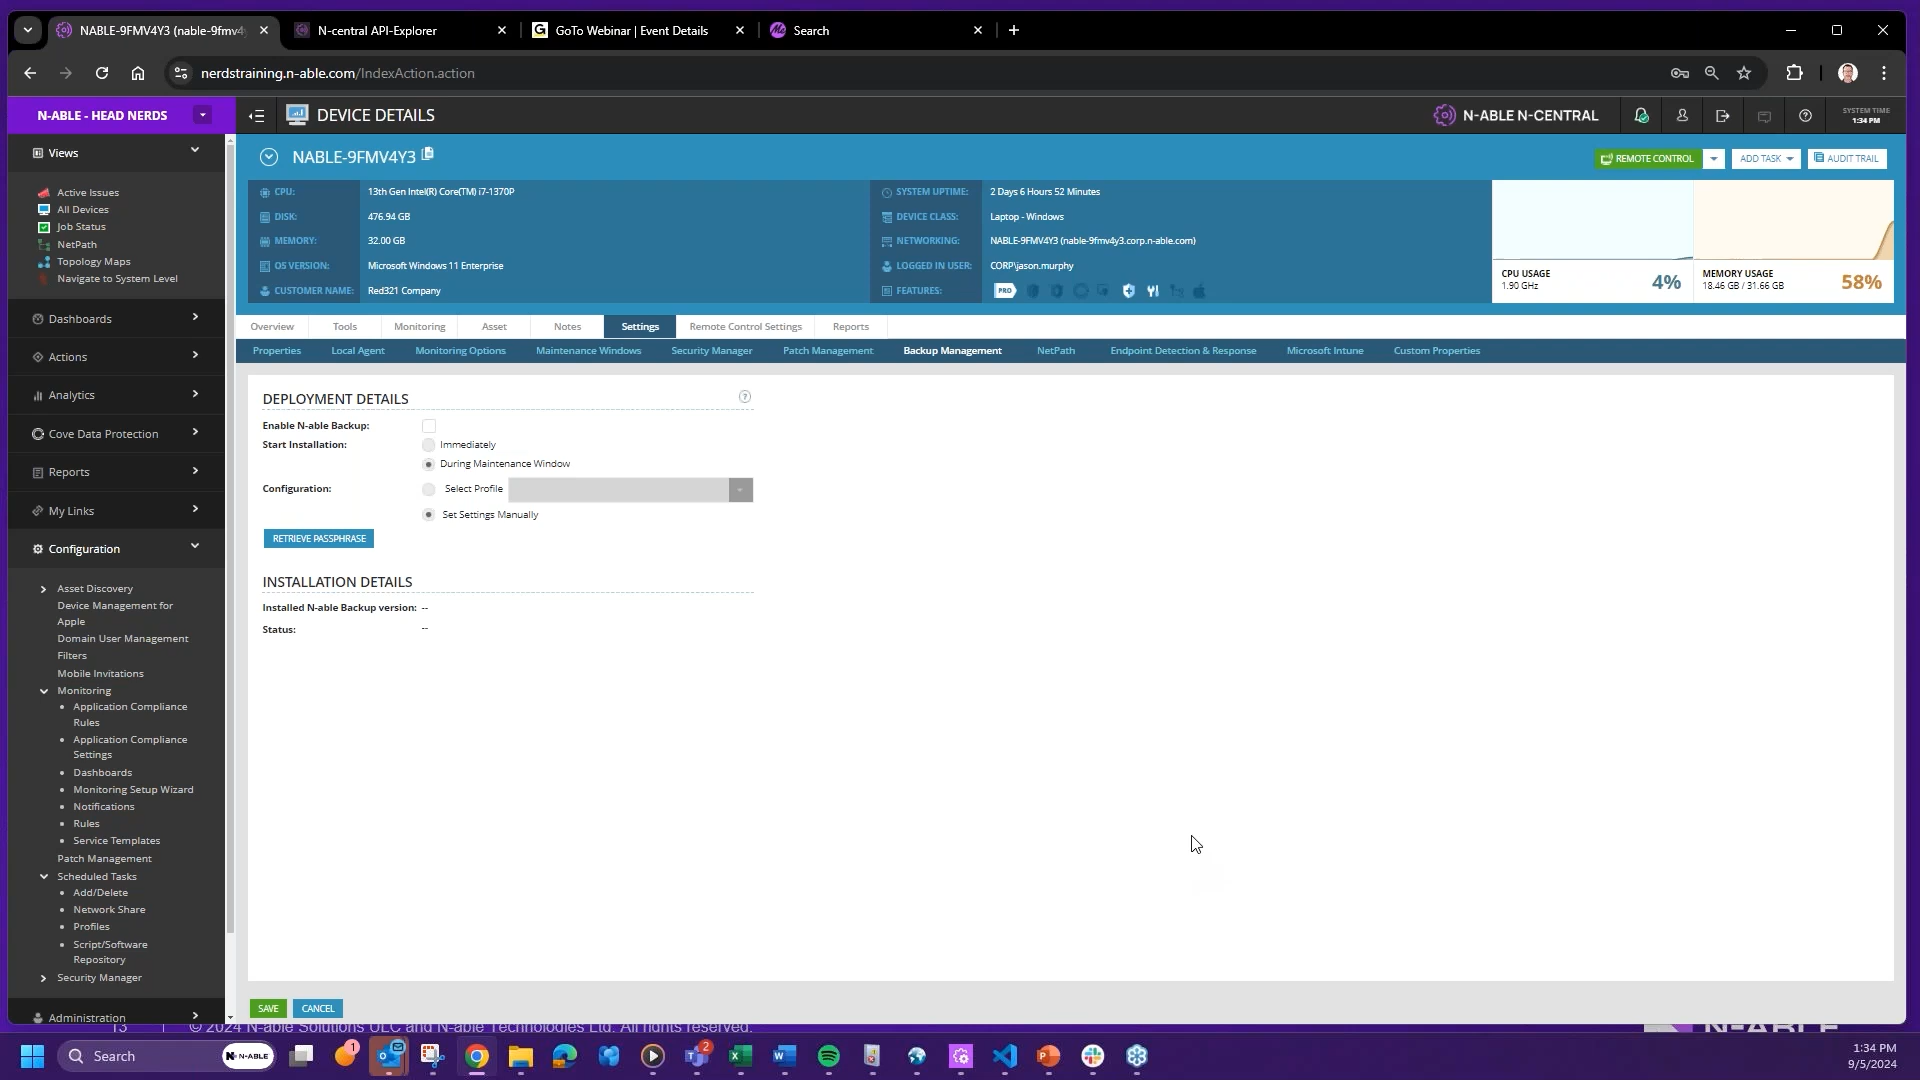 NABLE-9FMV4Y3 (nable-9fmv4y
N-central API-Explorer
GoTo Webinar | Event Details
Search
nerdstraining.n-able.com/IndexAction.action
N-ABLE - HEAD NERDS
DEVICE DETAILS
N-ABLE N-CENTRAL
SYSTEM TIME
1:34 PM
Views
Active Issues
All Devices
Job Status
NetPath
Topology Maps
Navigate to System Level
Dashboards
Actions
Analytics
Cove Data Protection
Reports
My Links
Configuration
Asset Discovery
Device Management for
Apple
Domain User Management
Filters
Mobile Invitations
Monitoring
Application Compliance
Rules
Application Compliance
Settings
Dashboards
Monitoring Setup Wizard
Notifications
Rules
Service Templates
Patch Management
Scheduled Tasks
Add/Delete
Network Share
Profiles
Script/Software
Repository
Security Manager
Administration
NABLE-9FMV4Y3
REMOTE CONTROL
ADD TASK
AUDIT TRAIL
CPU: 13th Gen Intel(R) Core(TM) i7-1370P
DISK: 476.94 GB
MEMORY: 32.00 GB
OS VERSION: Microsoft Windows 11 Enterprise
CUSTOMER NAME: Red321 Company
SYSTEM UPTIME: 2 Days 6 Hours 52 Minutes
DEVICE CLASS: Laptop - Windows
NETWORKING: NABLE-9FMV4Y3 (nable-9fmv4y3.corp.n-able.com)
LOGGED IN USER: CORP\jason.murphy
FEATURES: PRO
CPU USAGE
1.90 GHz
4%
MEMORY USAGE
18.46 GB / 31.66 GB
58%
Overview Tools Monitoring Asset Notes Settings Remote Control Settings Reports
Properties Local Agent Monitoring Options Maintenance Windows Security Manager Patch Management Backup Management NetPath Endpoint Detection & Response Microsoft Intune Custom Properties
DEPLOYMENT DETAILS
?
Enable N-able Backup:
Start Installation: Immediately
During Maintenance Window
Configuration: Select Profile
Set Settings Manually
RETRIEVE PASSPHRASE
INSTALLATION DETAILS
Installed N-able Backup version: --
Status: --
SAVE CANCEL
13 | © 2024 N-able Solutions ULC and N-able Technologies Ltd. All rights reserved.
N-ABLE
Search
N-ABLE
1
2
1:34 PM
9/5/2024